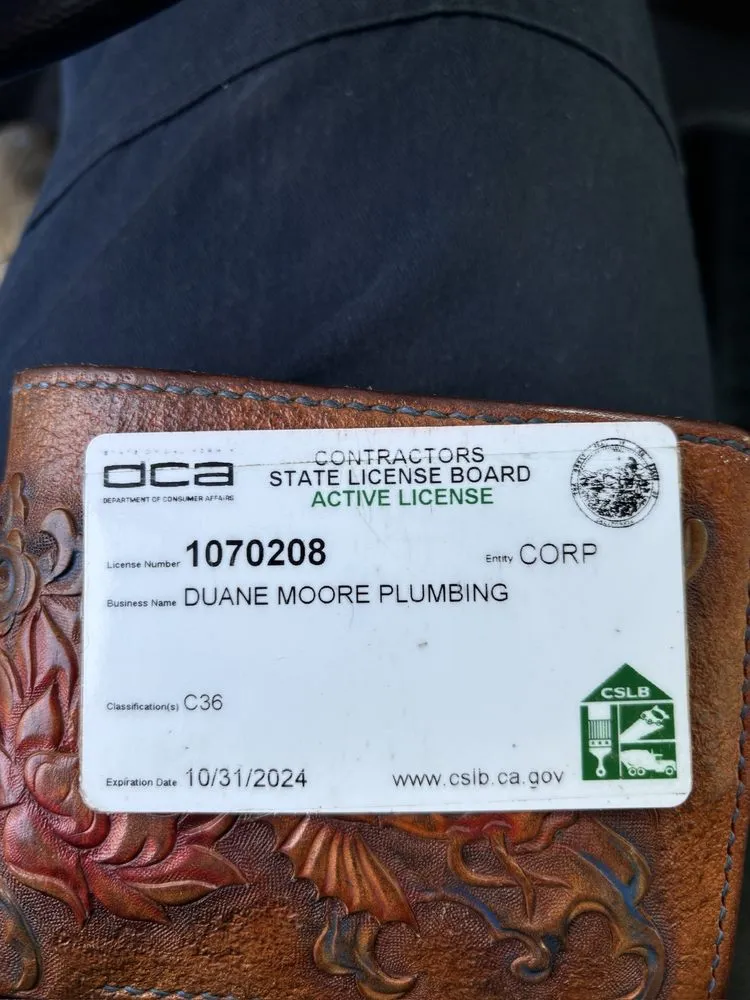 dca
DEPARTMENT OF CONSUMER AFFAIRS
CONTRACTORS
STATE LICENSE BOARD
ACTIVE LICENSE
License Number 1070208
Entity CORP
Business Name DUANE MOORE PLUMBING
Classification(s) C36
CSLB
Expiration Date 10/31/2024
www.cslb.ca.gov